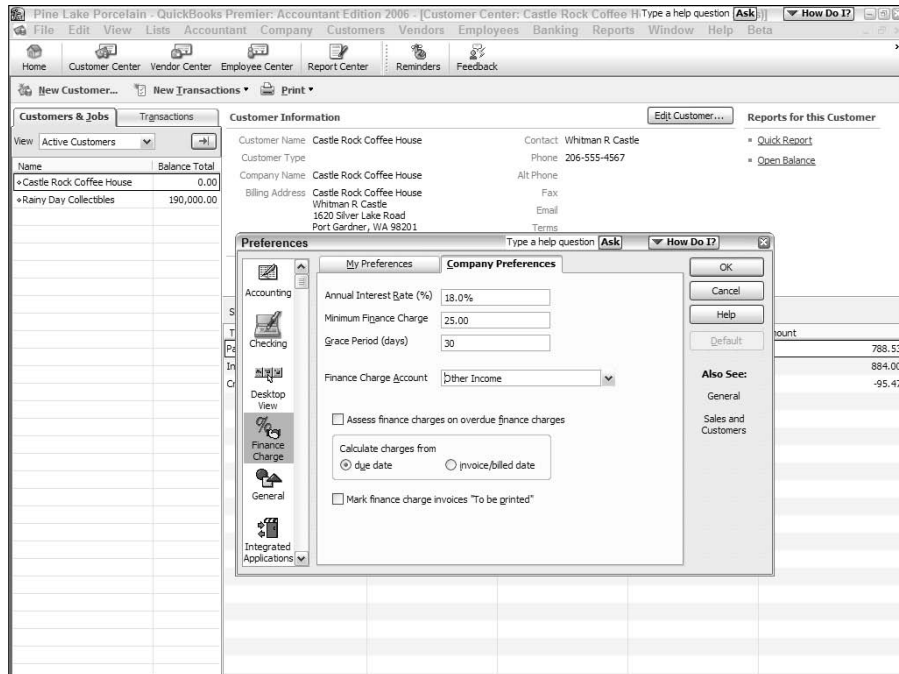 Pine Lake Porcelain - QuickBooks Premier: Accountant Edition 2006 - [Customer Center: Castle Rock Coffee H
Type a help question Ask
How Do I?
File Edit View Lists Accountant Company Customers Vendors Employees Banking Reports Window Help Beta
Home Customer Center Vendor Center Employee Center Report Center Reminders Feedback
New Customer... New Transactions Print
Customers & Jobs Transactions
View Active Customers
Name Balance Total
Castle Rock Coffee House 0.00
Rainy Day Collectibles 190,000.00
Customer Information
Edit Customer...
Customer Name Castle Rock Coffee House
Customer Type
Company Name Castle Rock Coffee House
Billing Address Castle Rock Coffee House
Whitman R Castle
1620 Silver Lake Road
Port Gardner, WA 98201
Contact Whitman R Castle
Phone 206-555-4567
Alt Phone
Fax
Email
Terms
Reports for this Customer
Quick Report
Open Balance
Preferences
Type a help question Ask
How Do I?
Accounting
Checking
Desktop
View
Finance
Charge
General
Integrated
Applications
My Preferences Company Preferences
Annual Interest Rate (%) 18.0%
Minimum Finance Charge 25.00
Grace Period (days) 30
Finance Charge Account Other Income
Assess finance charges on overdue finance charges
Calculate charges from
due date invoice/billed date
Mark finance charge invoices "To be printed"
OK
Cancel
Help
Default
Also See:
General
Sales and
Customers
S
T
Pa
In
Cr
ount
788.53
884.00
-95.47